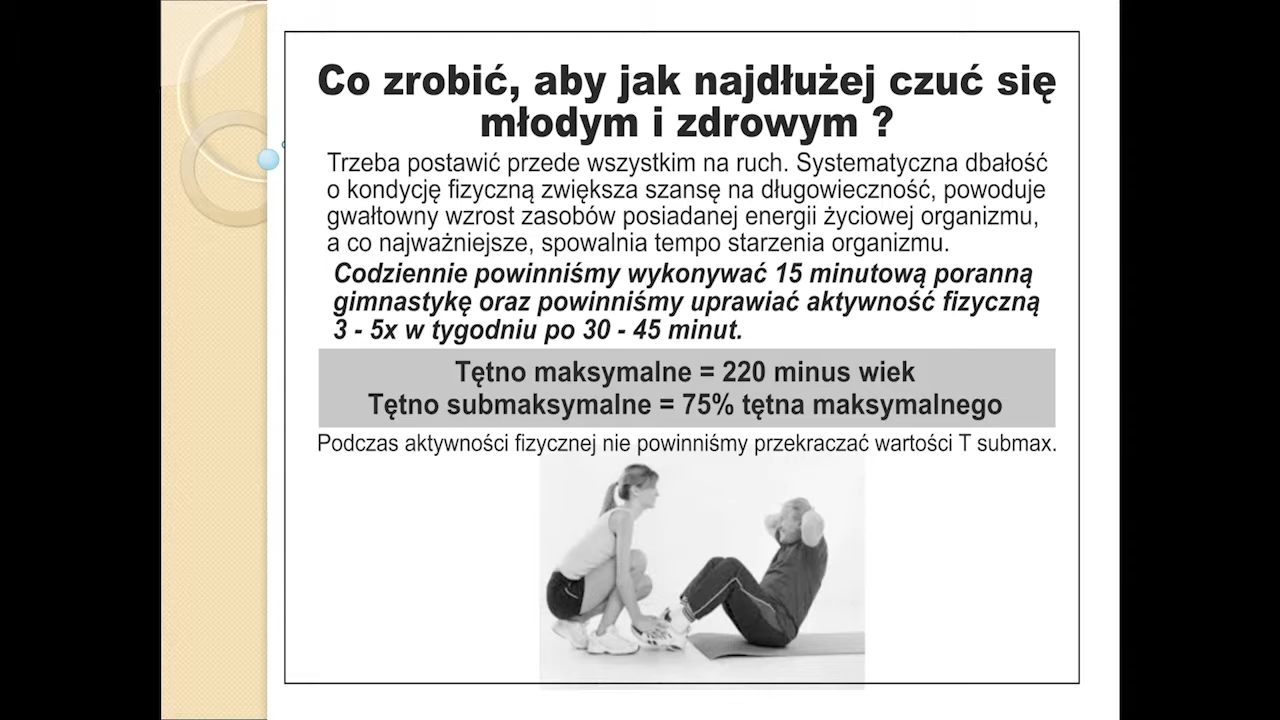 Co zrobić, aby jak najdłużej czuć się
młodym i zdrowym ?
Trzeba postawić przede wszystkim na ruch. Systematyczna dbałość
o kondycję fizyczną zwiększa szansę na długowieczność, powoduje
gwałtowny wzrost zasobów posiadanej energii życiowej organizmu,
a co najważniejsze, spowalnia tempo starzenia organizmu.
Codziennie powinniśmy wykonywać 15 minutową poranną
gimnastykę oraz powinniśmy uprawiać aktywność fizyczną
3 - 5x w tygodniu po 30 - 45 minut.
Tętno maksymalne = 220 minus wiek
Tętno submaksymalne = 75% tętna maksymalnego
Podczas aktywności fizycznej nie powinniśmy przekraczać wartości T submax.